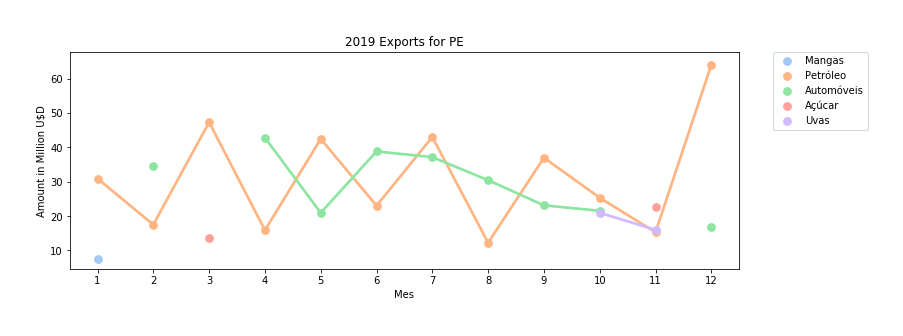 2019 Exports for PE
Mangas
Petróleo
Automóveis
Açúcar
Uvas
Amount in Million U$D
60
50
40
30
20
10
1 2 3 4 5 6 7 8 9 10 11 12
Mes